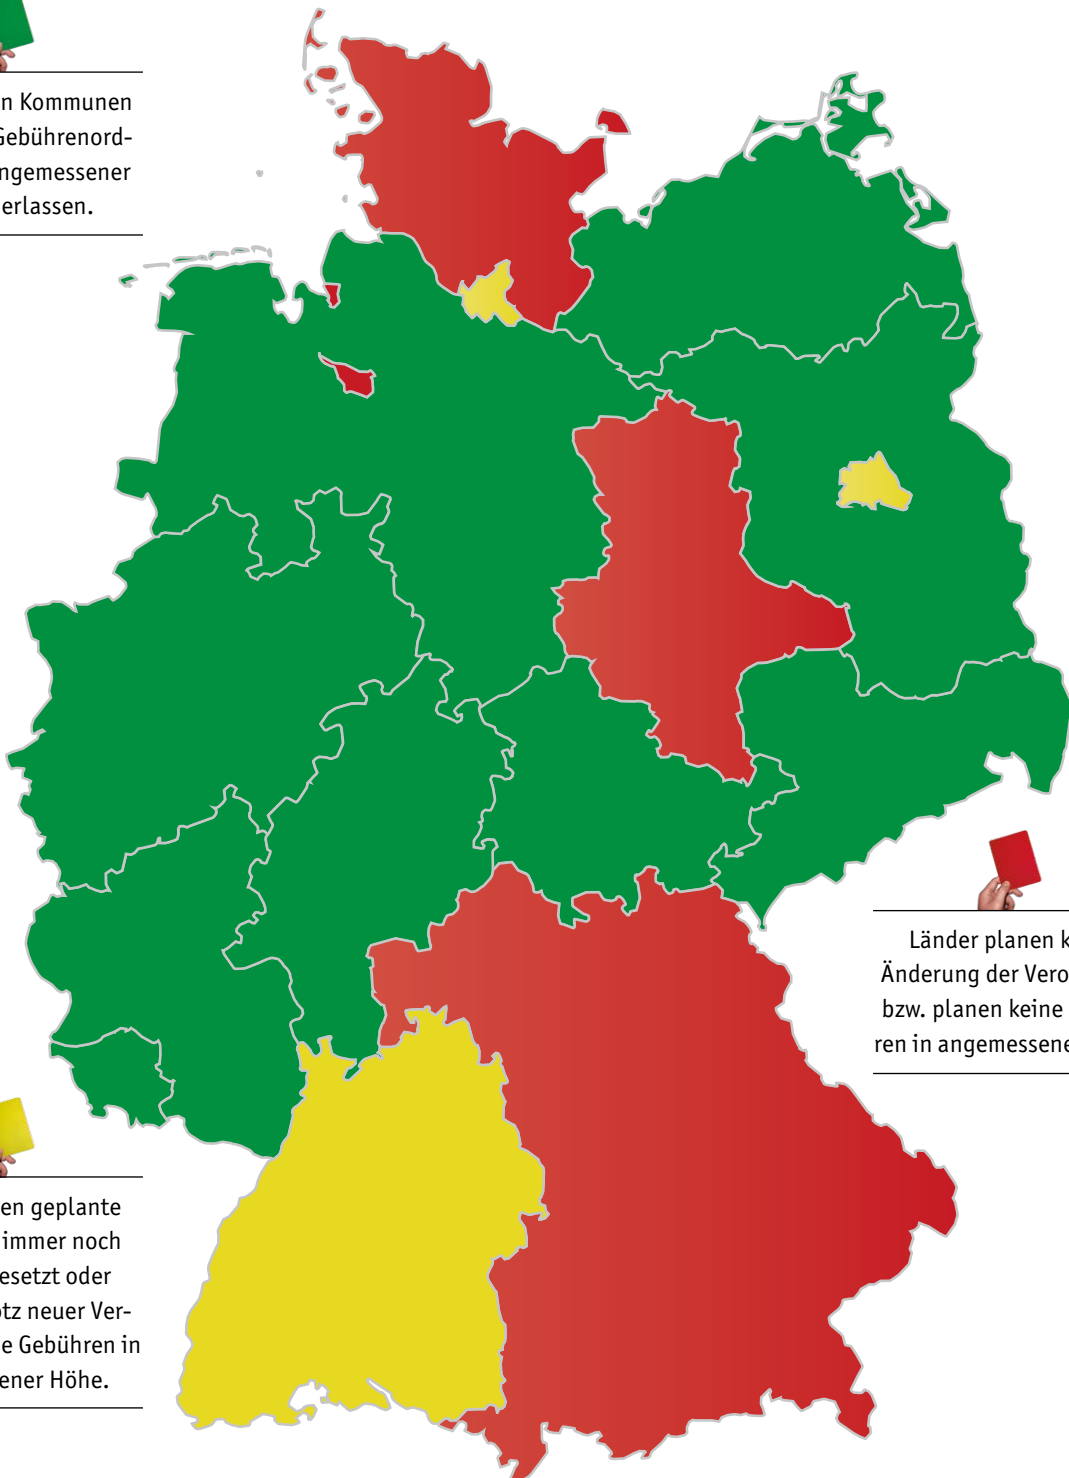 n Kommunen
Gebührenord-
ngemessener
erlassen.
Länder planen k
Änderung der Vero
bzw. planen keine
ren in angemessene
en geplante
immer noch
esetzt oder
otz neuer Ver-
e Gebühren in
ener Höhe.